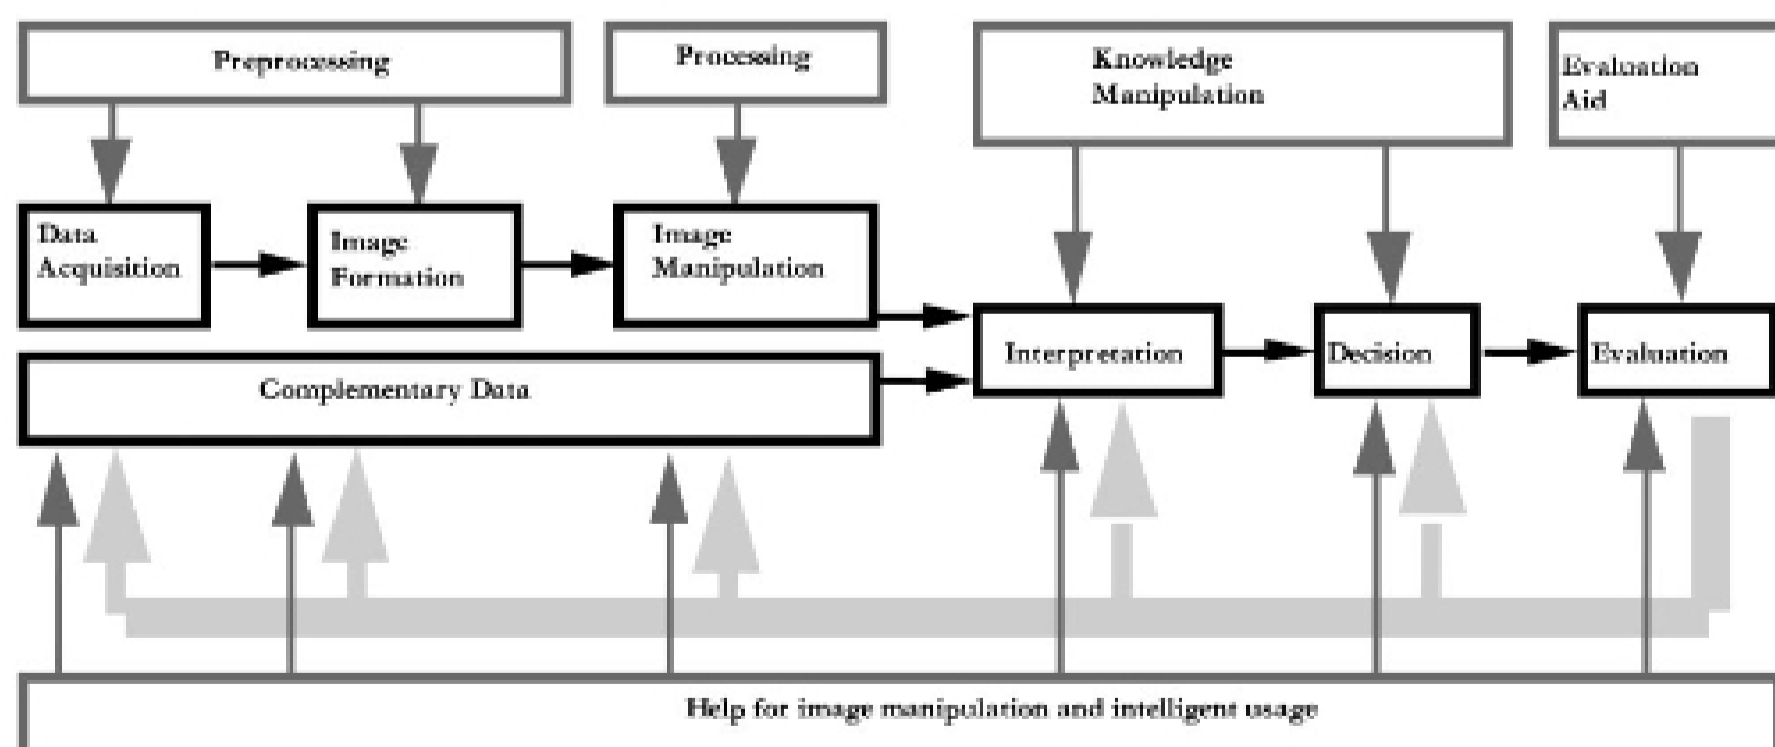 Preprocessing
Processing
Knowledge
Manipulation
Evaluation
Aid
Data
Acquisition
Image
Formation
Image
Manipulation
Interpretation
Decision
Evaluation
Complementary Data
Help for image manipulation and intelligent usage